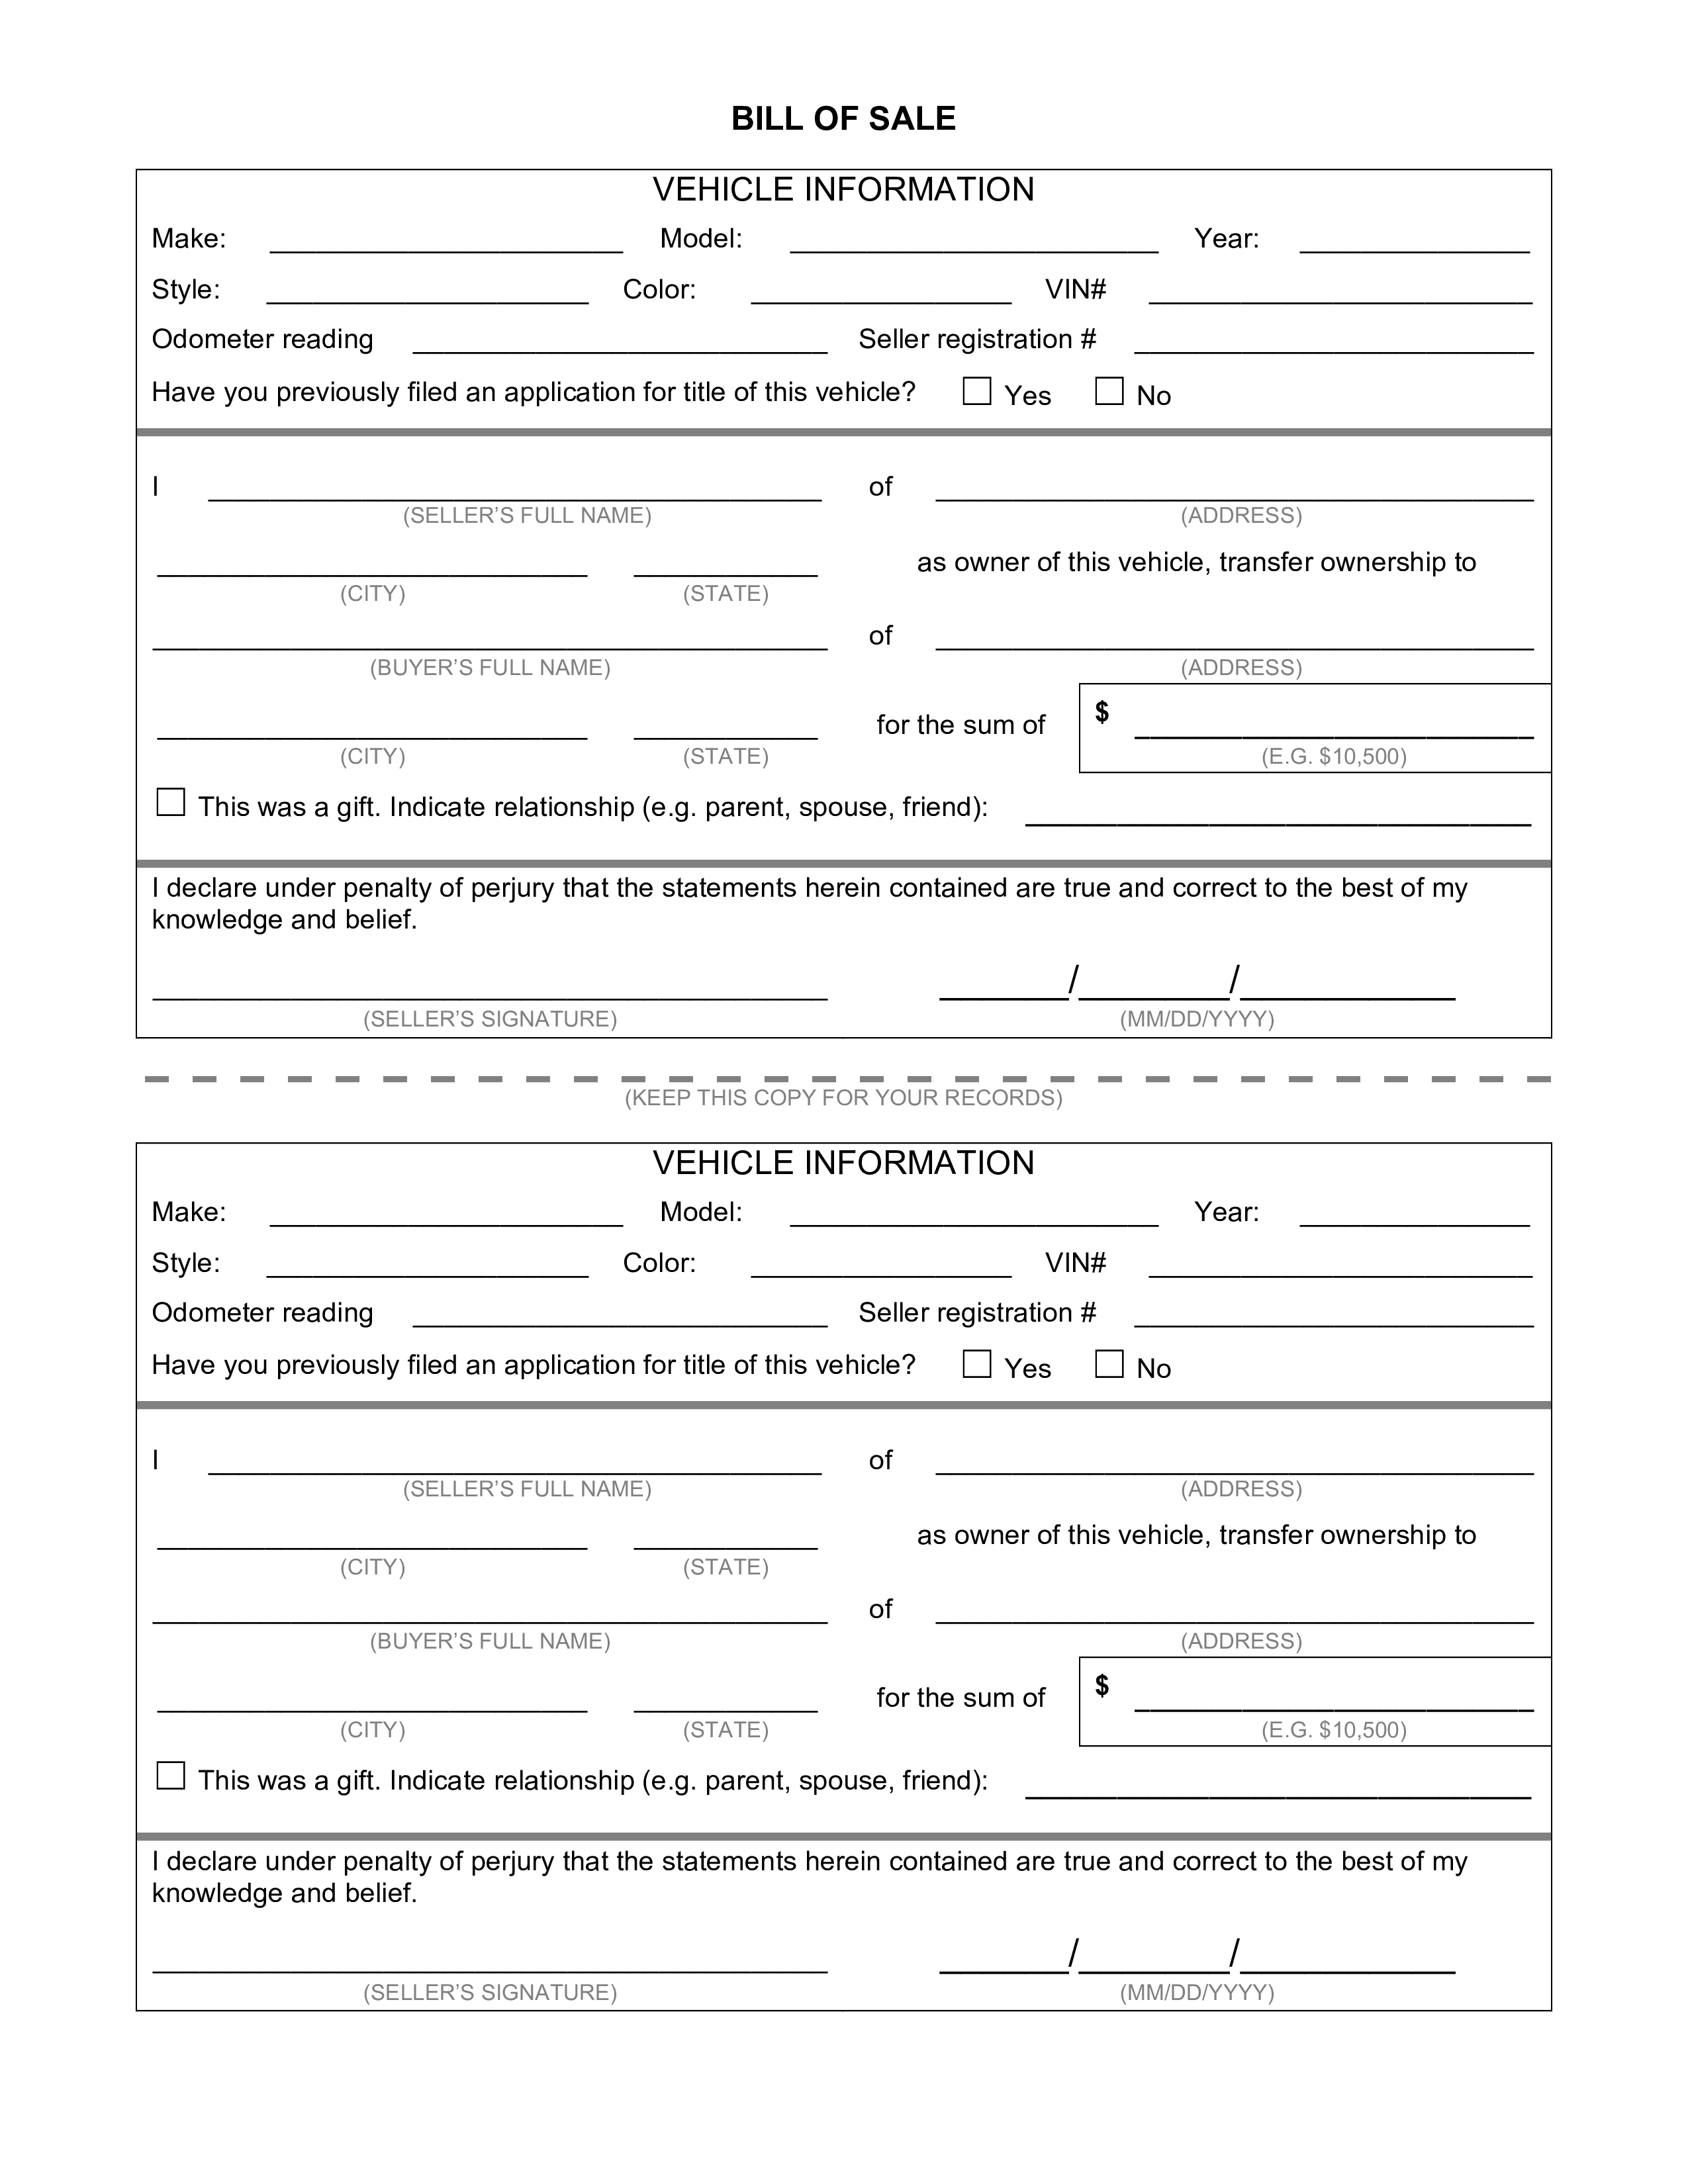 BILL OF SALE
VEHICLE INFORMATION
Make: Model: Year:
Style: Color: VIN#
Odometer reading Seller registration #
Have you previously filed an application for title of this vehicle? Yes No
I of
(SELLER’S FULL NAME) (ADDRESS)
as owner of this vehicle, transfer ownership to
(CITY) (STATE)
of
(BUYER’S FULL NAME) (ADDRESS)
for the sum of $
(CITY) (STATE) (E.G. $10,500)
This was a gift. Indicate relationship (e.g. parent, spouse, friend):
I declare under penalty of perjury that the statements herein contained are true and correct to the best of my
knowledge and belief.
/ /
(SELLER’S SIGNATURE) (MM/DD/YYYY)
(KEEP THIS COPY FOR YOUR RECORDS)
VEHICLE INFORMATION
Make: Model: Year:
Style: Color: VIN#
Odometer reading Seller registration #
Have you previously filed an application for title of this vehicle? Yes No
I of
(SELLER’S FULL NAME) (ADDRESS)
as owner of this vehicle, transfer ownership to
(CITY) (STATE)
of
(BUYER’S FULL NAME) (ADDRESS)
for the sum of $
(CITY) (STATE) (E.G. $10,500)
This was a gift. Indicate relationship (e.g. parent, spouse, friend):
I declare under penalty of perjury that the statements herein contained are true and correct to the best of my
knowledge and belief.
/ /
(SELLER’S SIGNATURE) (MM/DD/YYYY)